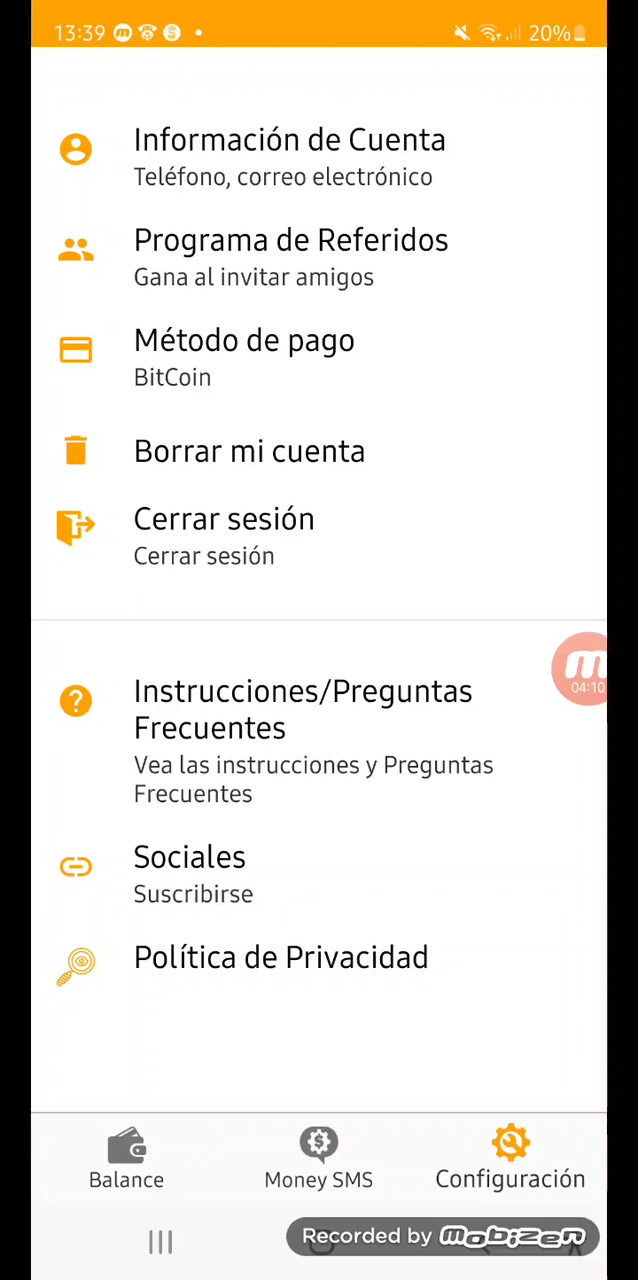 13:39
20%
Información de Cuenta
Teléfono, correo electrónico
Programa de Referidos
Gana al invitar amigos
Método de pago
BitCoin
Borrar mi cuenta
Cerrar sesión
Cerrar sesión
04:10
Instrucciones/Preguntas
Frecuentes
Vea las instrucciones y Preguntas
Frecuentes
Sociales
Suscribirse
Política de Privacidad
Balance
Money SMS
Configuración
Recorded by mobizen